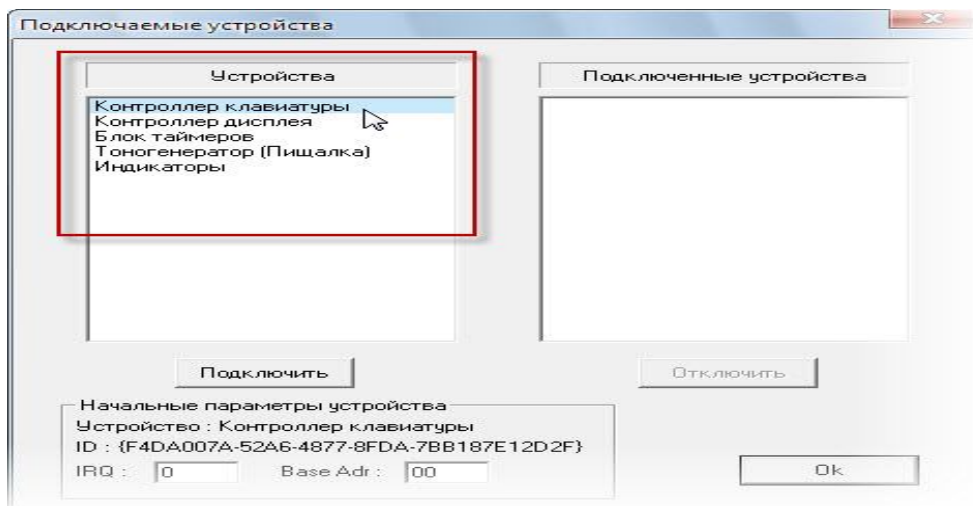 Подключаемые устройства
Устройства
Контроллер клавиатуры
Контроллер дисплея
Блок таймеров
Тоногенератор (Пищалка)
Индикаторы
Подключенные устройства
Подключить
Отключить
Начальные параметры устройства
Устройство : Контроллер клавиатуры
ID : {F4DA007A-52A6-4877-8FDA-7BB187E12D2F}
IRQ : 0 Base Adr : 00
Ok